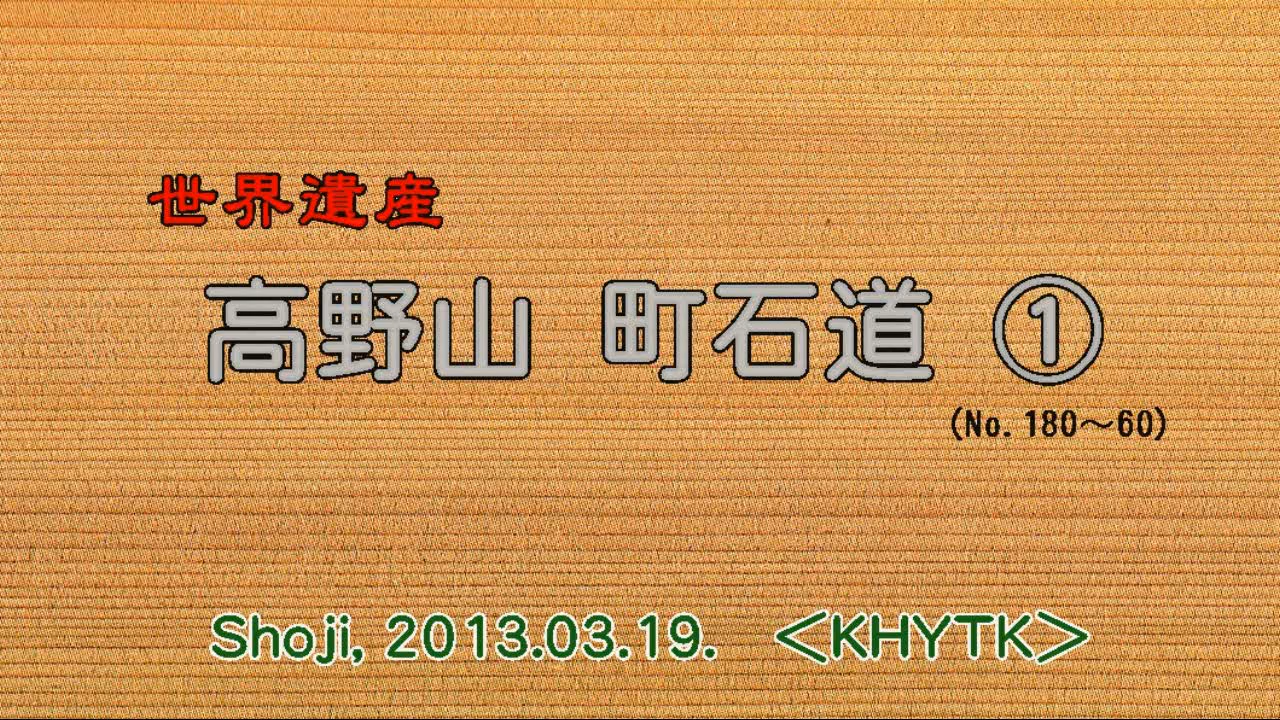 世界遺産
高野山 町石道 ①
(No. 180～60)
Shoji, 2013.03.19. <KHYTK>